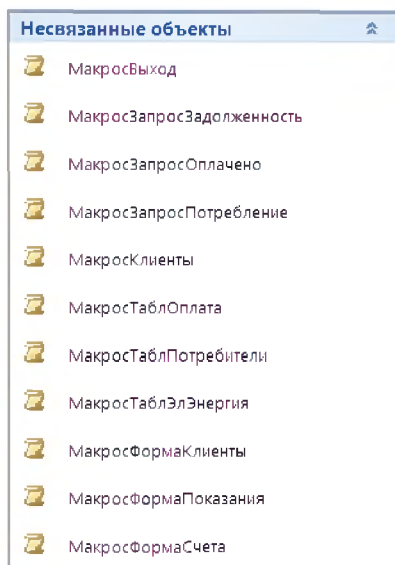 Несвязанные объекты
МакросВыход
МакросЗапросЗадолженность
МакросЗапросОплачено
МакросЗапросПотребление
МакросКлиенты
МакросТаблОплата
МакросТаблПотребители
МакросТаблЭлЭнергия
МакросФормаКлиенты
МакросФормаПоказания
МакросФормаСчета